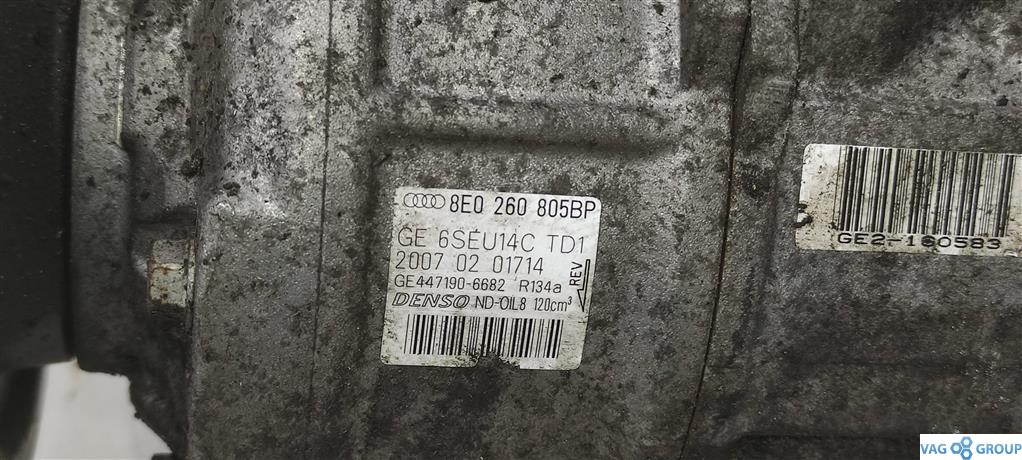 8E0 260 805BP
GE 6SEU14C TD1
2007 02 01714
GE447190-6682 R134a
DENSO ND-OIL8 120cm³
REV
GE2-160583
VAG GROUP